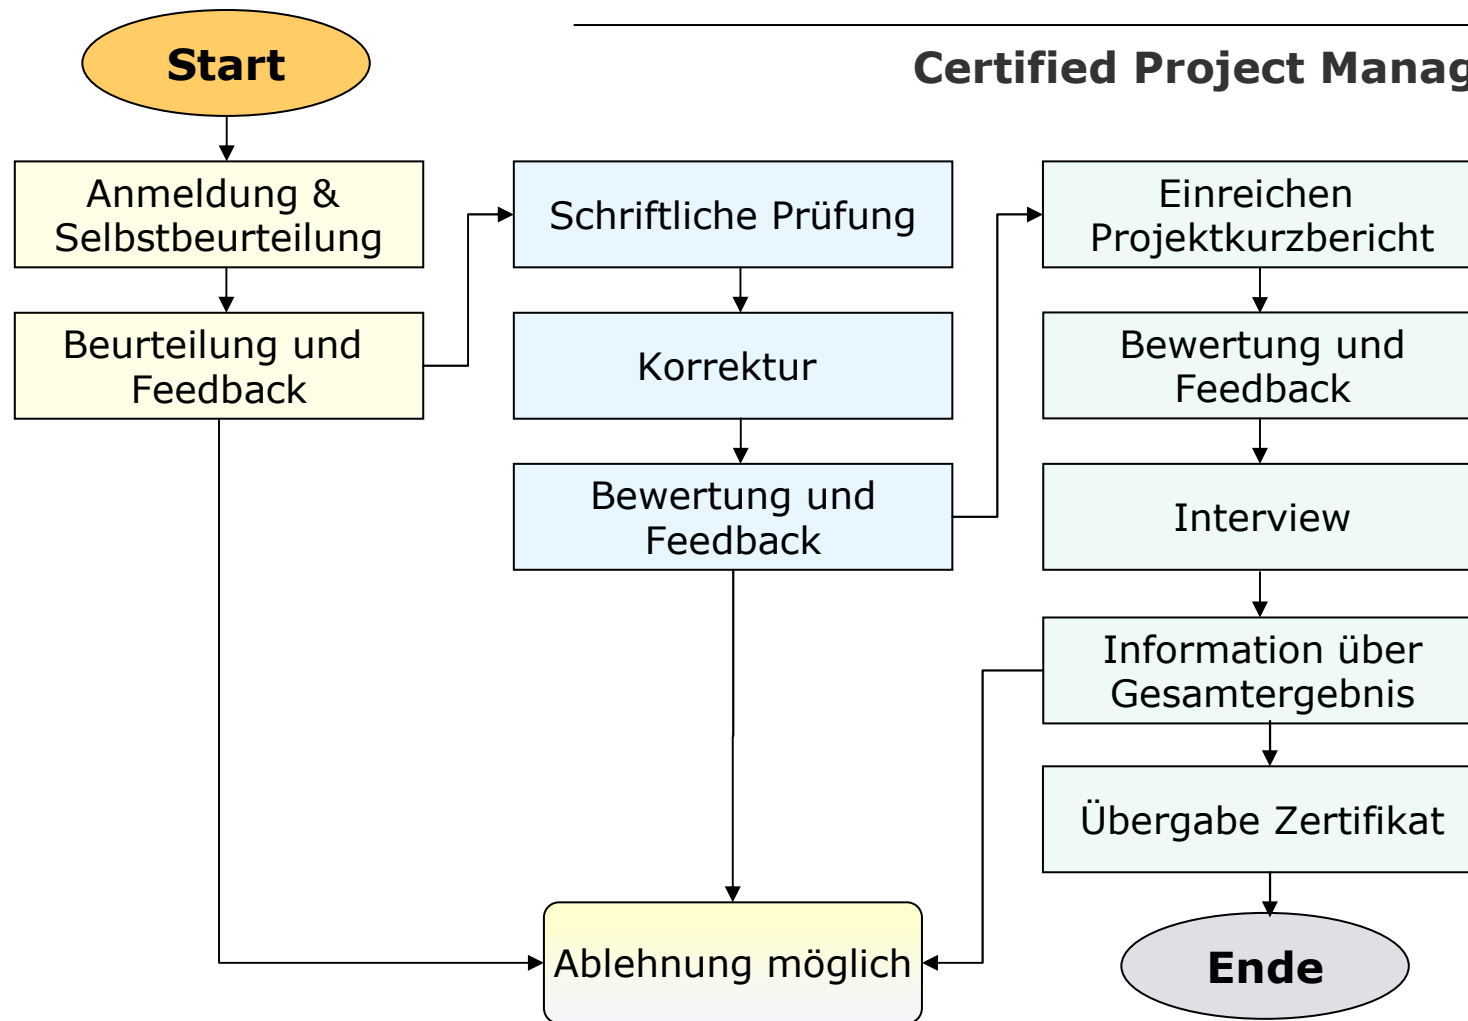 Start
Certified Project Manag
Anmeldung &
Selbstbeurteilung
Beurteilung und
Feedback
Schriftliche Prüfung
Korrektur
Bewertung und
Feedback
Einreichen
Projektkurzbericht
Bewertung und
Feedback
Interview
Information über
Gesamtergebnis
Übergabe Zertifikat
Ablehnung möglich
Ende